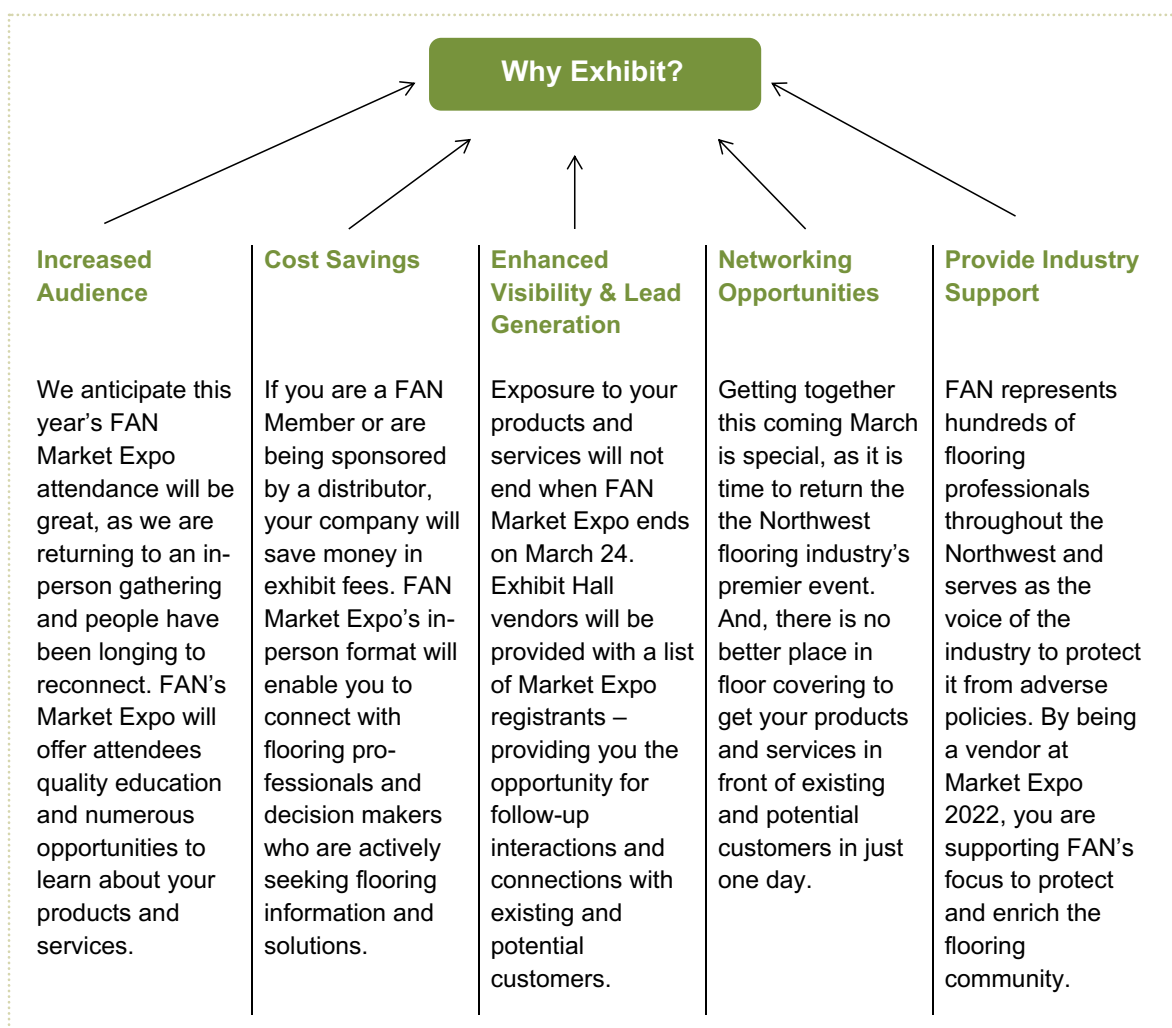 Why Exhibit?
Increased
Audience
We anticipate this
year’s FAN
Market Expo
attendance will be
great, as we are
returning to an in-
person gathering
and people have
been longing to
reconnect. FAN’s
Market Expo will
offer attendees
quality education
and numerous
opportunities to
learn about your
products and
services.
Cost Savings
If you are a FAN
Member or are
being sponsored
by a distributor,
your company will
save money in
exhibit fees. FAN
Market Expo’s in-
person format will
enable you to
connect with
flooring pro-
fessionals and
decision makers
who are actively
seeking flooring
information and
solutions.
Enhanced
Visibility & Lead
Generation
Exposure to your
products and
services will not
end when FAN
Market Expo ends
on March 24.
Exhibit Hall
vendors will be
provided with a list
of Market Expo
registrants –
providing you the
opportunity for
follow-up
interactions and
connections with
existing and
potential
customers.
Networking
Opportunities
Getting together
this coming March
is special, as it is
time to return the
the Northwest
flooring industry’s
premier event.
And, there is no
better place in
floor covering to
get your products
and services in
front of existing
and potential
customers in just
one day.
Provide Industry
Support
FAN represents
hundreds of
flooring
professionals
throughout the
Northwest and
serves as the
voice of the
industry to protect
it from adverse
policies. By being
a vendor at
Market Expo
2022, you are
supporting FAN’s
focus to protect
and enrich the
flooring
community.